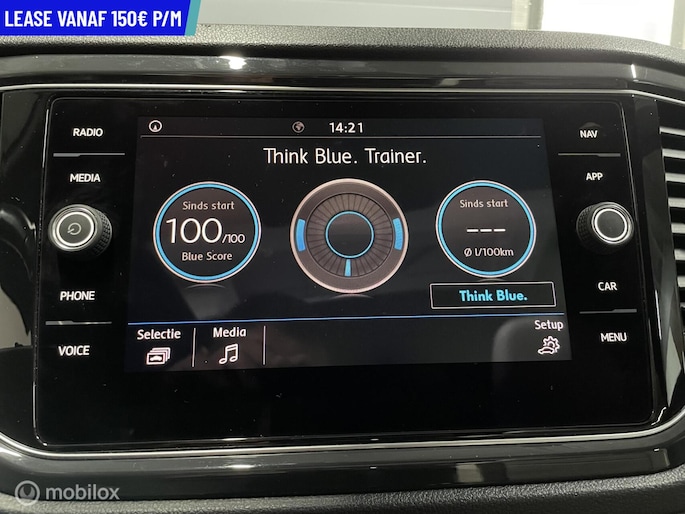 LEASE VANAF 150€ P/M
RADIO
MEDIA
PHONE
VOICE
14:21
Think Blue. Trainer.
Sinds start
100/100
Blue Score
Sinds start
---
Ø l/100km
Think Blue.
Selectie
Media
Setup
NAV
APP
CAR
MENU
mobilox